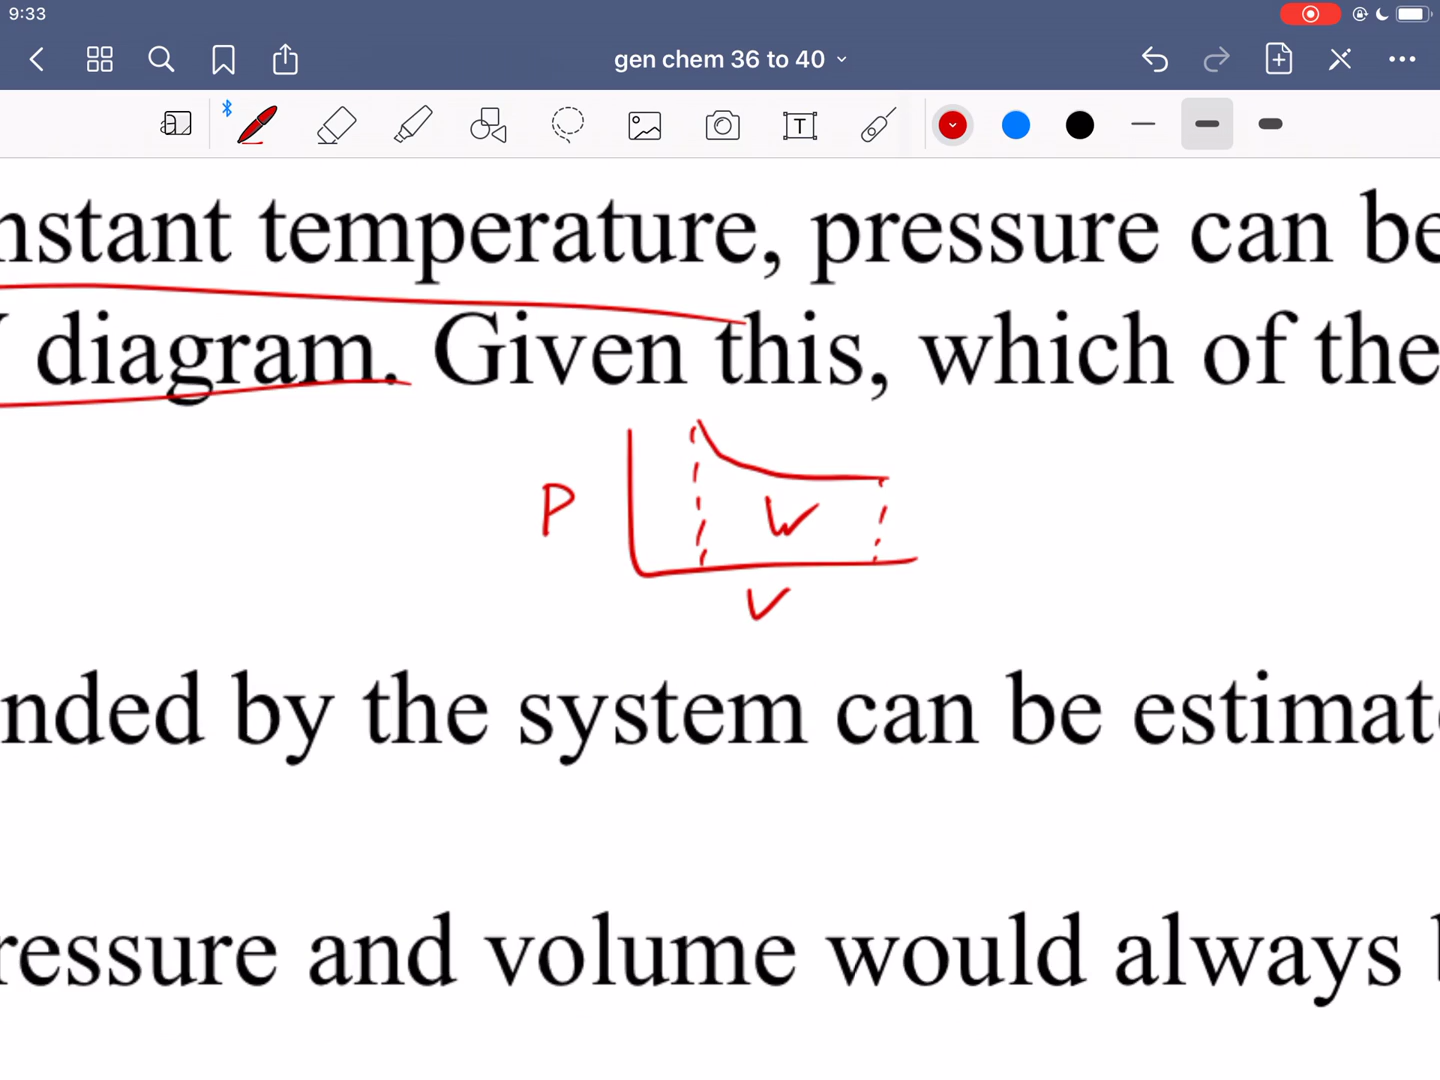 9:33
gen chem 36 to 40
nstant temperature, pressure can be
diagram. Given this, which of the
P
W
V
nded by the system can be estimat
ressure and volume would always